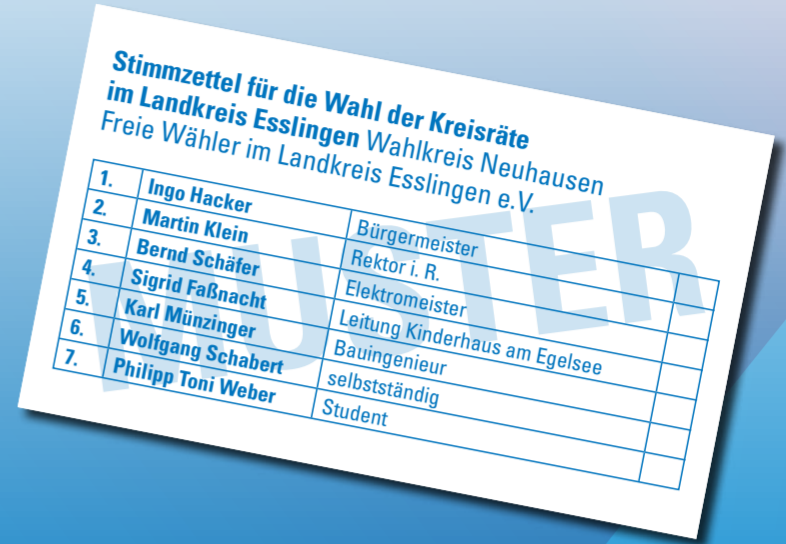 Stimmzettel für die Wahl der Kreisräte
im Landkreis Esslingen Wahlkreis Neuhausen
Freie Wähler im Landkreis Esslingen e.V.
1. Ingo Hacker Bürgermeister
2. Martin Klein Rektor i. R.
3. Bernd Schäfer Elektromeister
4. Sigrid Faßnacht Leitung Kinderhaus am Egelsee
5. Karl Münzinger Bauingenieur
6. Wolfgang Schabert selbstständig
7. Philipp Toni Weber Student
MUSTER